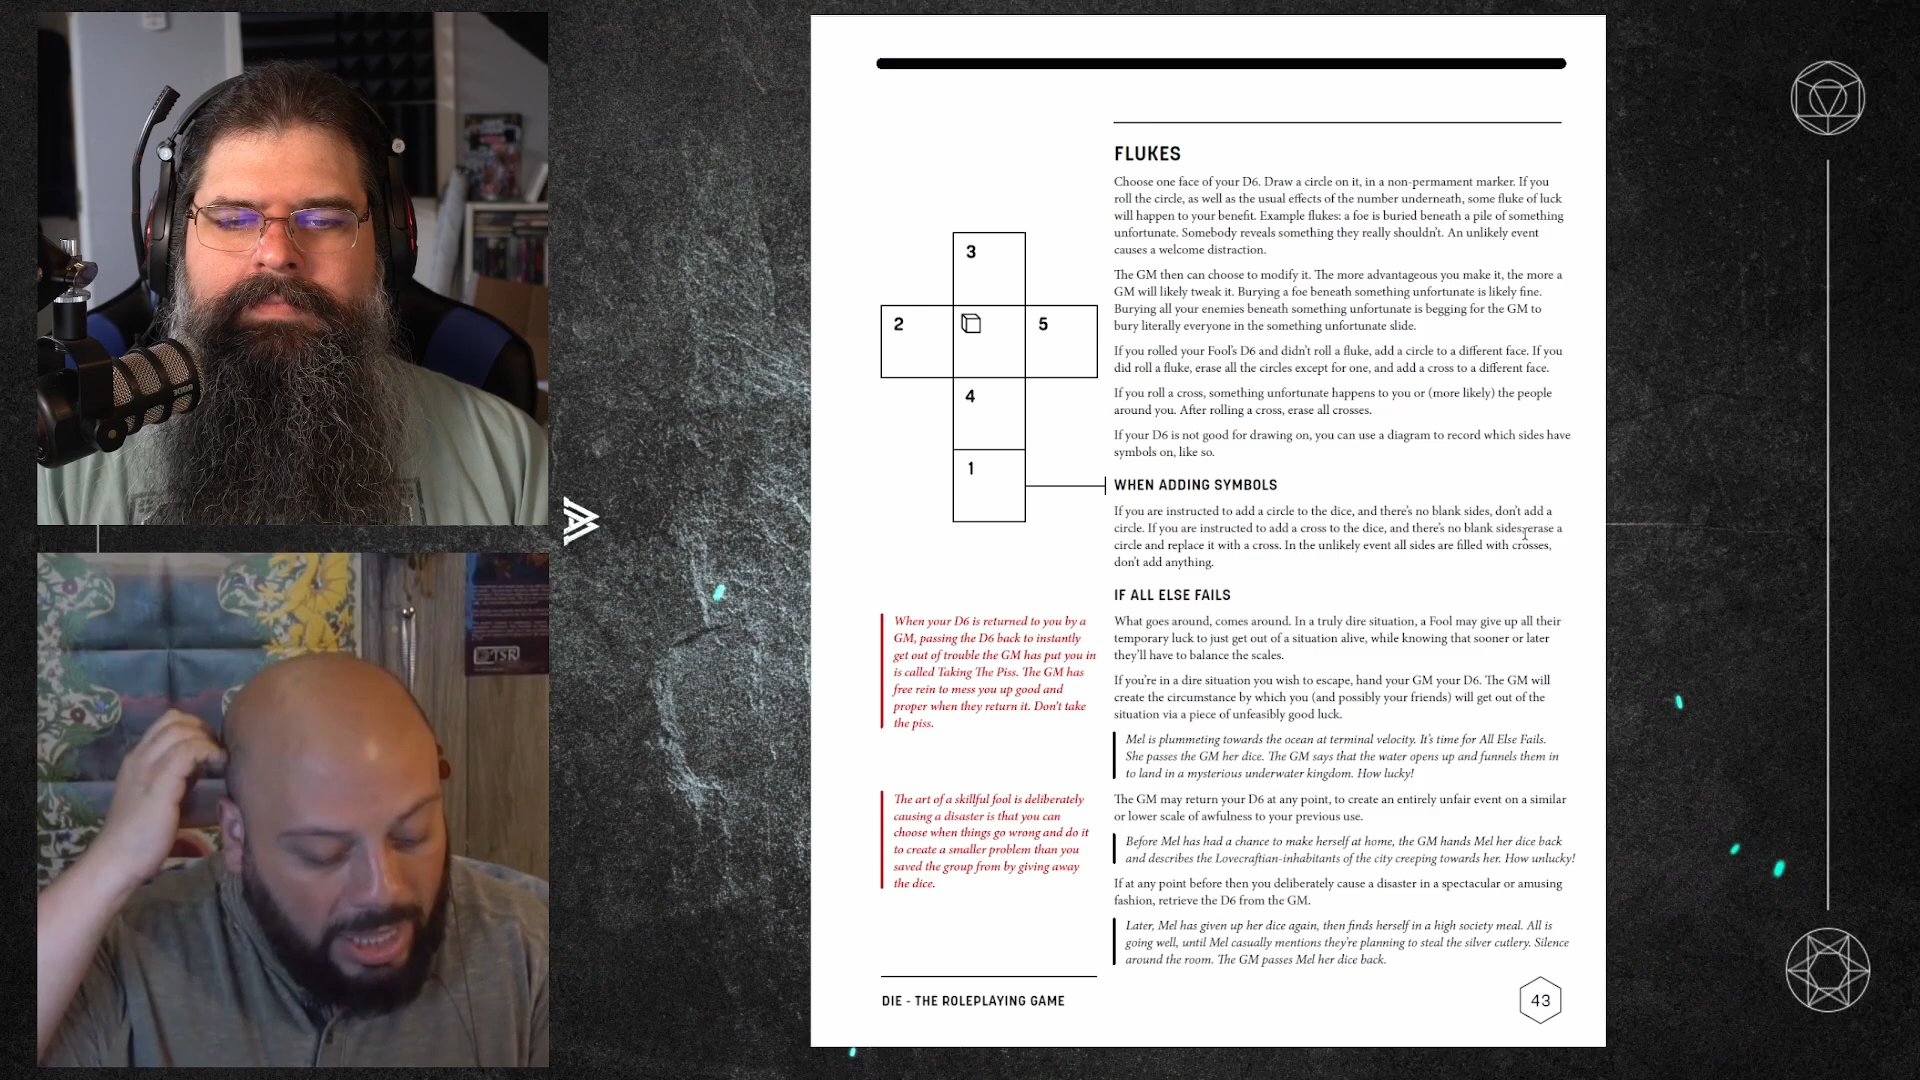 FLUKES
Choose one face of your D6. Draw a circle on it, in a non-permament marker. If you
roll the circle, as well as the usual effects of the number underneath, some fluke of luck
will happen to your benefit. Example flukes: a foe is buried beneath a pile of something
unfortunate. Somebody reveals something they really shouldn't. An unlikely event
causes a welcome distraction.
The GM then can choose to modify it. The more advantageous you make it, the more a
GM will likely tweak it. Burying a foe beneath something unfortunate is likely fine.
Burying all your enemies beneath something unfortunate is begging for the GM to
bury literally everyone in the something unfortunate slide.
If you rolled your Fool's D6 and didn't roll a fluke, add a circle to a different face. If you
did roll a fluke, erase all the circles except for one, and add a cross to a different face.
If you roll a cross, something unfortunate happens to you or (more likely) the people
around you. After rolling a cross, erase all crosses.
If your D6 is not good for drawing on, you can use a diagram to record which sides have
symbols on, like so.
3
2
5
4
1
WHEN ADDING SYMBOLS
If you are instructed to add a circle to the dice, and there's no blank sides, don't add a
circle. If you are instructed to add a cross to the dice, and there's no blank sides, erase a
circle and replace it with a cross. In the unlikely event all sides are filled with crosses,
don't add anything.
IF ALL ELSE FAILS
What goes around, comes around. In a truly dire situation, a Fool may give up all their
temporary luck to just get out of a situation alive, while knowing that sooner or later
they'll have to balance the scales.
If you're in a dire situation you wish to escape, hand your GM your D6. The GM will
create the circumstance by which you (and possibly your friends) will get out of the
situation via a piece of unfeasibly good luck.
Mel is plummeting towards the ocean at terminal velocity. It's time for All Else Fails.
She passes the GM her dice. The GM says that the water opens up and funnels them in
to land in a mysterious underwater kingdom. How lucky!
The GM may return your D6 at any point, to create an entirely unfair event on a similar
or lower scale of awfulness to your previous use.
Before Mel has had a chance to make herself at home, the GM hands Mel her dice back
and describes the Lovecraftian-inhabitants of the city creeping towards her. How unlucky!
If at any point before then you deliberately cause a disaster in a spectacular or amusing
fashion, retrieve the D6 from the GM.
Later, Mel has given up her dice again, then finds herself in a high society meal. All is
going well, until Mel casually mentions they're planning to steal the silver cutlery. Silence
around the room. The GM passes Mel her dice back.
When your D6 is returned to you by a
GM, passing the D6 back to instantly
get out of trouble the GM has put you in
is called Taking The Piss. The GM has
free rein to mess you up good and
proper when they return it. Don't take
the piss.
The art of a skillful fool is deliberately
causing a disaster is that you can
choose when things go wrong and do it
to create a smaller problem than you
saved the group from by giving away
the dice.
DIE - THE ROLEPLAYING GAME
43
RODE
TSR